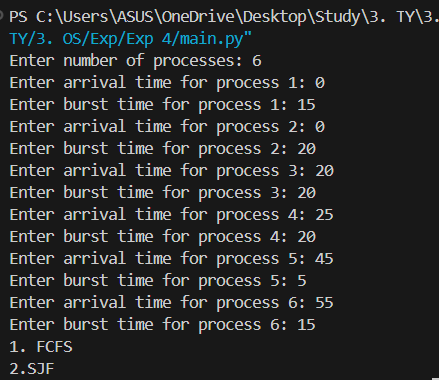 PS C:\Users\ASUS\OneDrive\Desktop\Study\3. TY\3.
TY/3. OS/Exp/Exp 4/main.py"
Enter number of processes: 6
Enter arrival time for process 1: 0
Enter burst time for process 1: 15
Enter arrival time for process 2: 0
Enter burst time for process 2: 20
Enter arrival time for process 3: 20
Enter burst time for process 3: 20
Enter arrival time for process 4: 25
Enter burst time for process 4: 20
Enter arrival time for process 5: 45
Enter burst time for process 5: 5
Enter arrival time for process 6: 55
Enter burst time for process 6: 15
1. FCFS
2.SJF